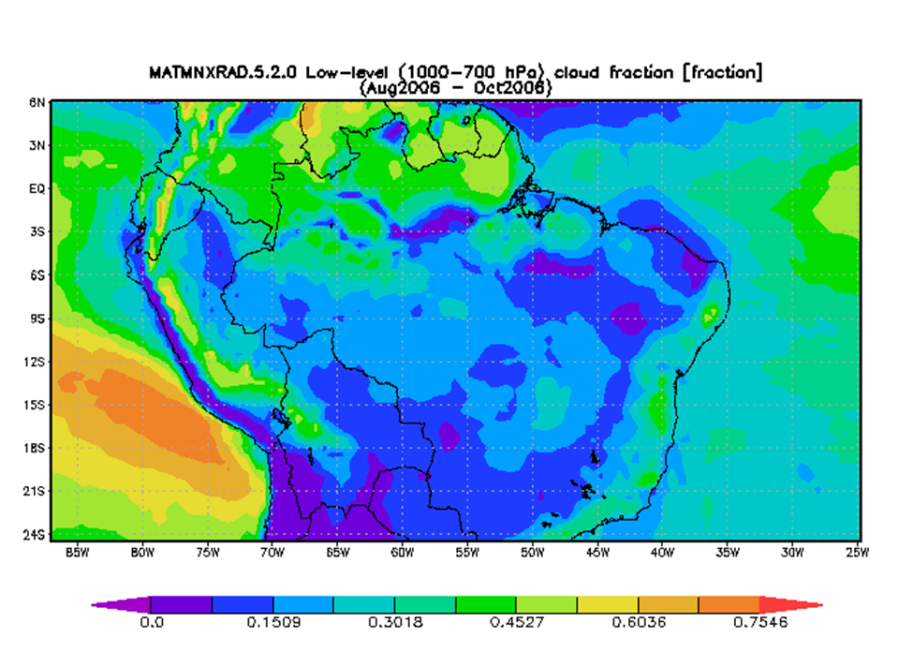 MATMNXRAD.5.2.0 Low-level (1000-700 hPa) cloud fraction [fraction]
(Aug2006 - Oct2006)
6N
3N
EQ
3S
6S
9S
12S
15S
18S
21S
24S
85W 80W 75W 70W 65W 60W 55W 50W 45W 40W 35W 30W 25W
0.0 0.1509 0.3018 0.4527 0.6036 0.7546